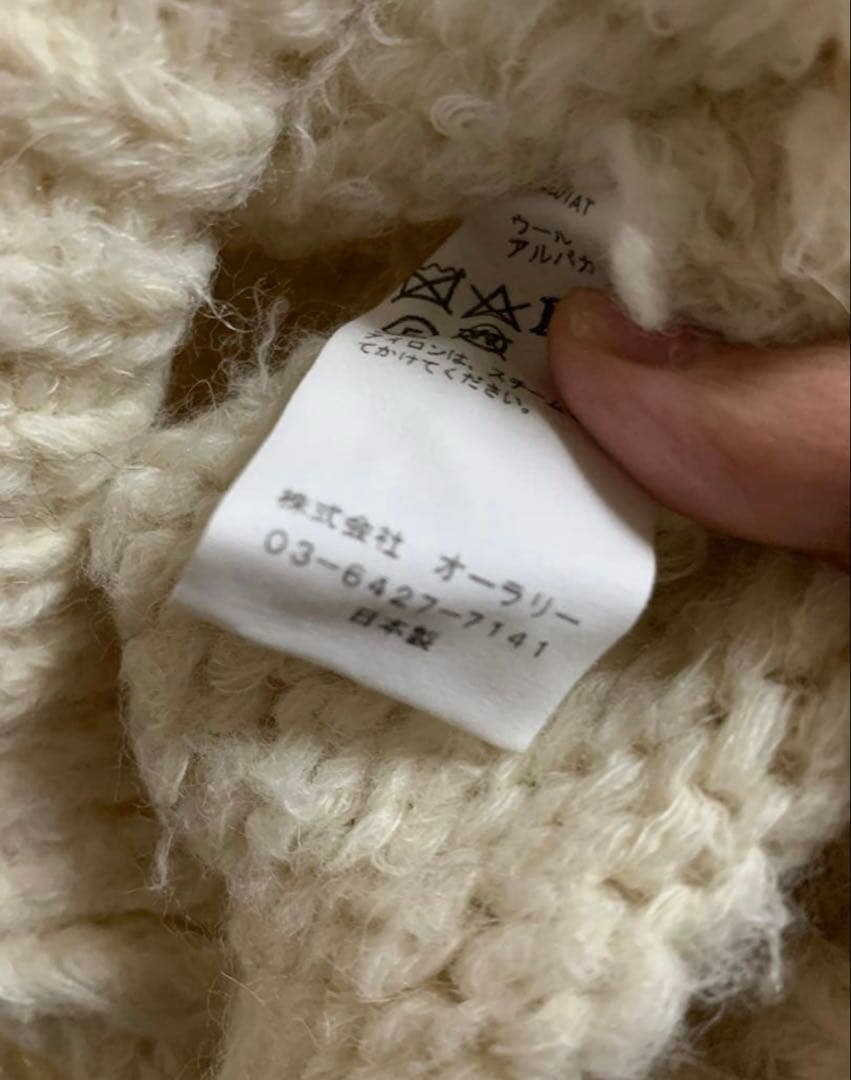 ウール
アルパカ
アイロンは、スチーム
でかけてください。
株式会社 オーラリー
03-6427-7141
日本製